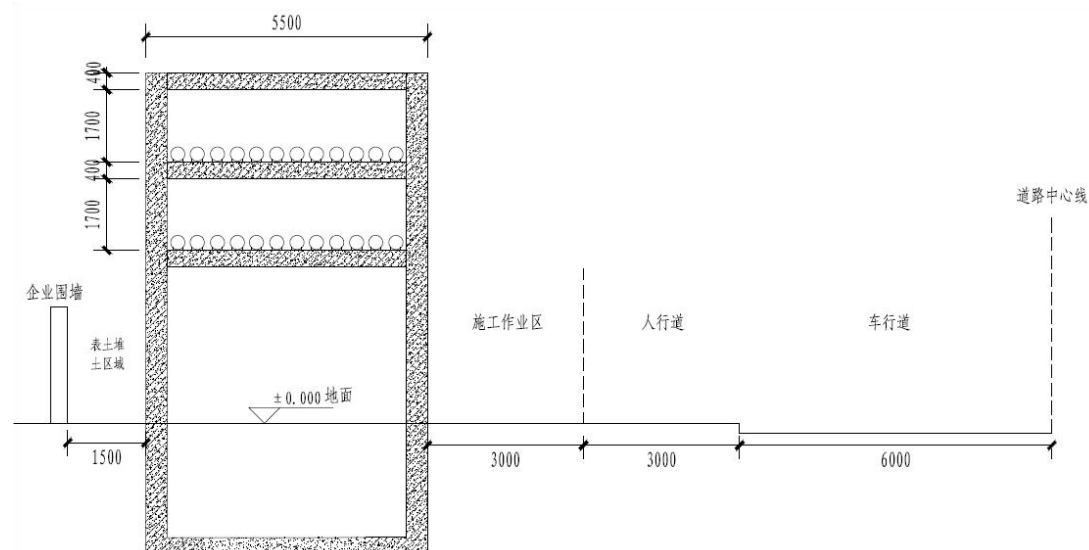 5500
400
1700
400
1700
道路中心线
企业围墙
表土堆
土区域
施工作业区
人行道
车行道
±0.000 地面
1500
3000
3000
6000